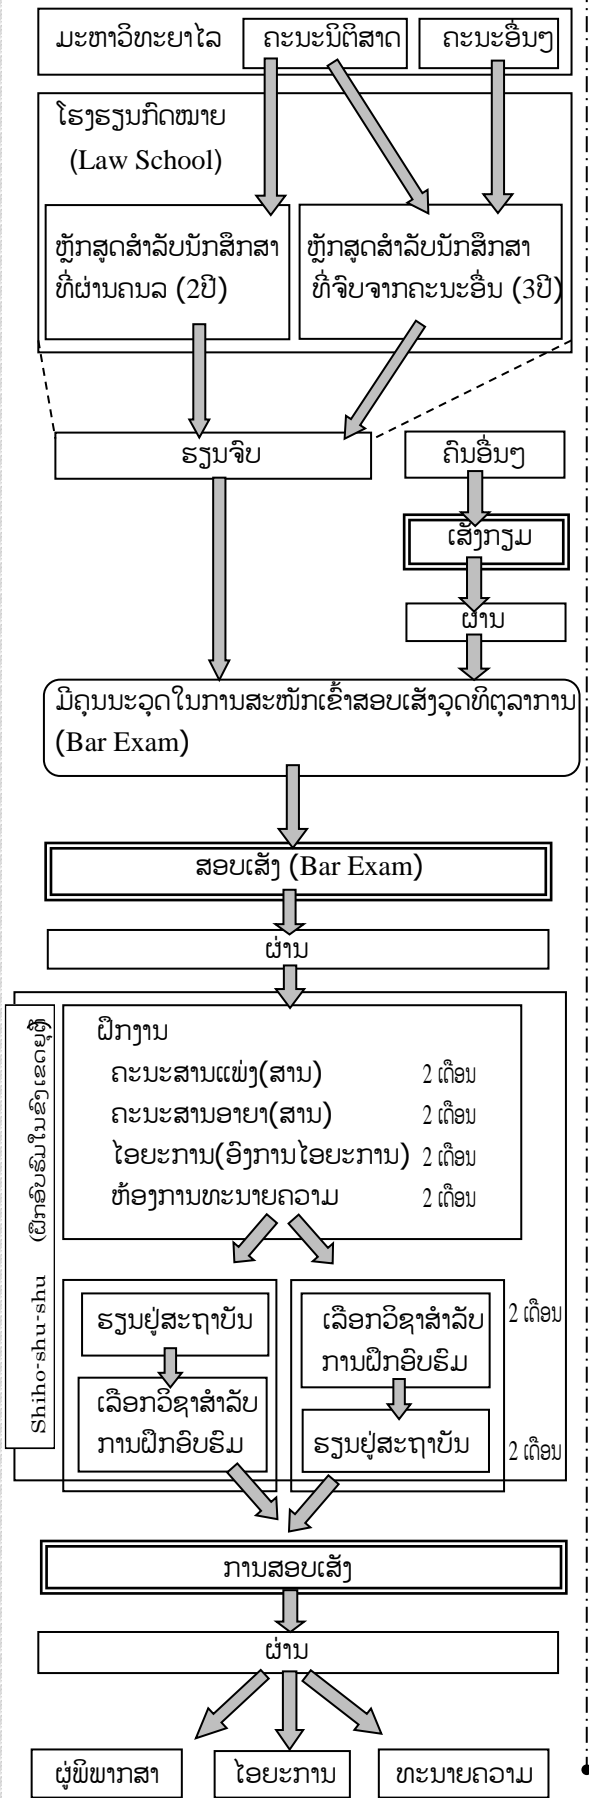 ມະຫາວິທະຍາໄລ ຄະນະນິຕິສາດ ຄະນະອື່ນໆ
ໂຮງຮຽນກົດໝາຍ
(Law School)
ຫຼັກສູດສຳລັບນັກສຶກສາ
ທີ່ຜ່ານຄນລ (2ປີ)
ຫຼັກສູດສຳລັບນັກສຶກສາ
ທີ່ຈົບຈາກຄະນະອື່ນ (3ປີ)
ຮຽນຈົບ
ຄົນອື່ນໆ
ເສັງກຽມ
ຜ່ານ
ມີຄຸນນະວຸດໃນການສະໝັກເຂົ້າສອບເສັງວຸດທິຕຸລາການ
(Bar Exam)
ສອບເສັງ (Bar Exam)
ຜ່ານ
Shiho-shu-shu (ຝຶກອົບຮົມໃນຂົງເຂດຍຸຕິ)
ຝຶກງານ
ຄະນະສານແພ່ງ(ສານ) 2 ເດືອນ
ຄະນະສານອາຍາ(ສານ) 2 ເດືອນ
ໄອຍະການ(ອົງການໄອຍະການ) 2 ເດືອນ
ຫ້ອງການທະນາຍຄວາມ 2 ເດືອນ
ຮຽນຢູ່ສະຖາບັນ
ເລືອກວິຊາສຳລັບ
ການຝຶກອົບຮົມ
ເລືອກວິຊາສຳລັບ
ການຝຶກອົບຮົມ
ຮຽນຢູ່ສະຖາບັນ
2 ເດືອນ
2 ເດືອນ
ການສອບເສັງ
ຜ່ານ
ຜູ່ພິພາກສາ ໄອຍະການ ທະນາຍຄວາມ